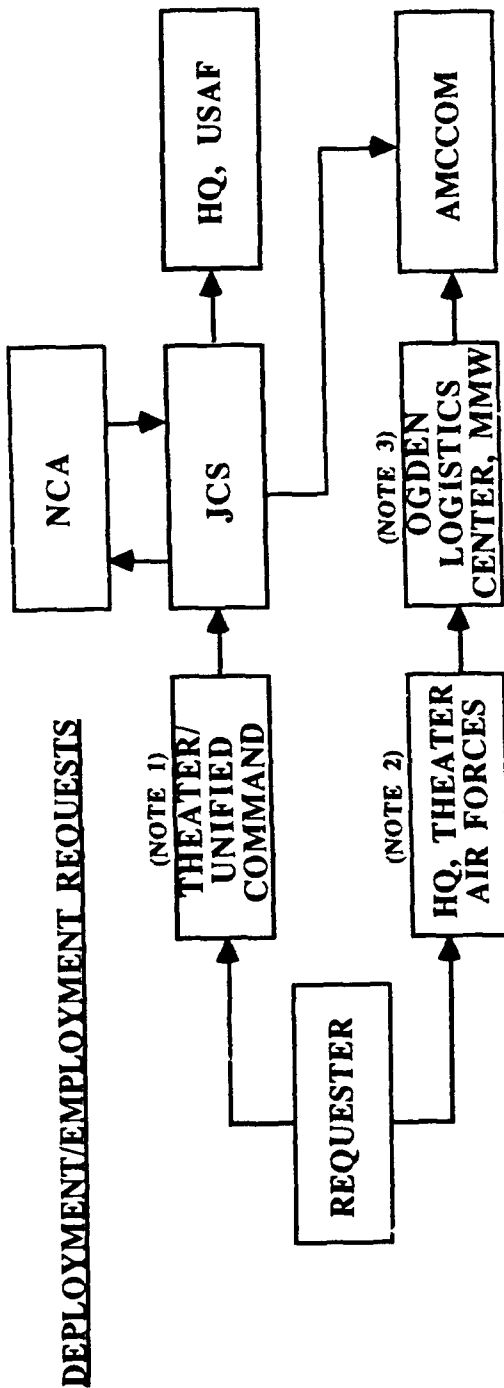 DEPLOYMENT/EMPLOYMENT REQUESTS
NCA
(NOTE 1)
THEATER/
UNIFIED
COMMAND
JCS
HQ, USAF
REQUESTER
(NOTE 2)
HQ, THEATER
AIR FORCES
(NOTE 3)
OGDEN
LOGISTICS
CENTER, MMW
AMCCOM